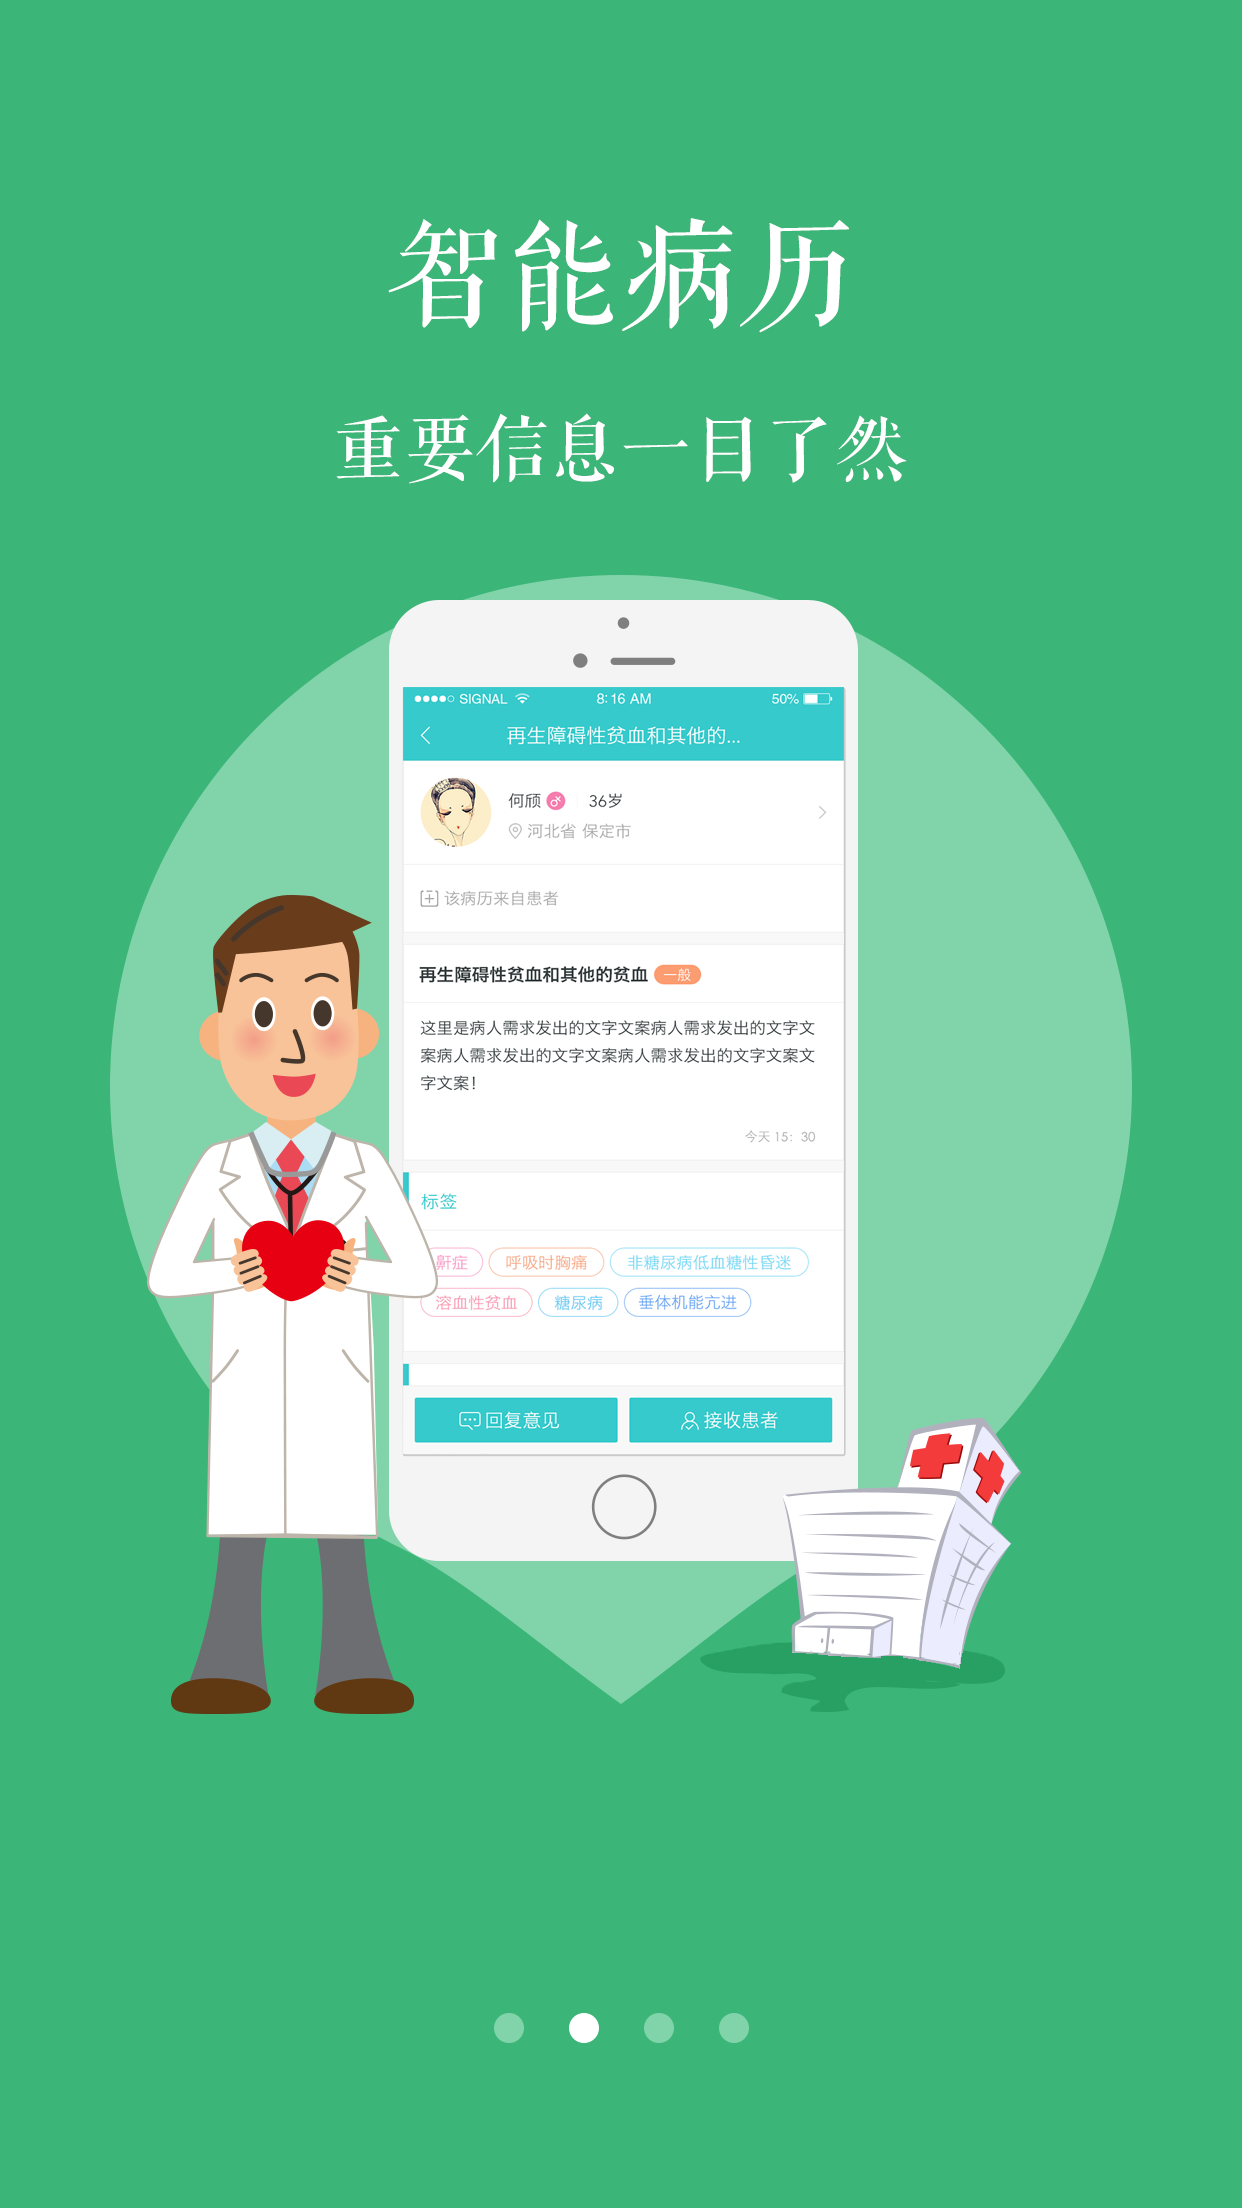 智能病历
重要信息一目了然
SIGNAL 8:16 AM 50%
再生障碍性贫血和其他的...
何颀 36岁
河北省 保定市
该病历来自患者
再生障碍性贫血和其他的贫血 一般
这里是病人需求发出的文字文案病人需求发出的文字文
案病人需求发出的文字文案病人需求发出的文字文案文
字文案!
今天 15: 30
标签
鼾症 呼吸时胸痛 非糖尿病低血糖性昏迷
溶血性贫血 糖尿病 垂体机能亢进
回复意见 接收患者